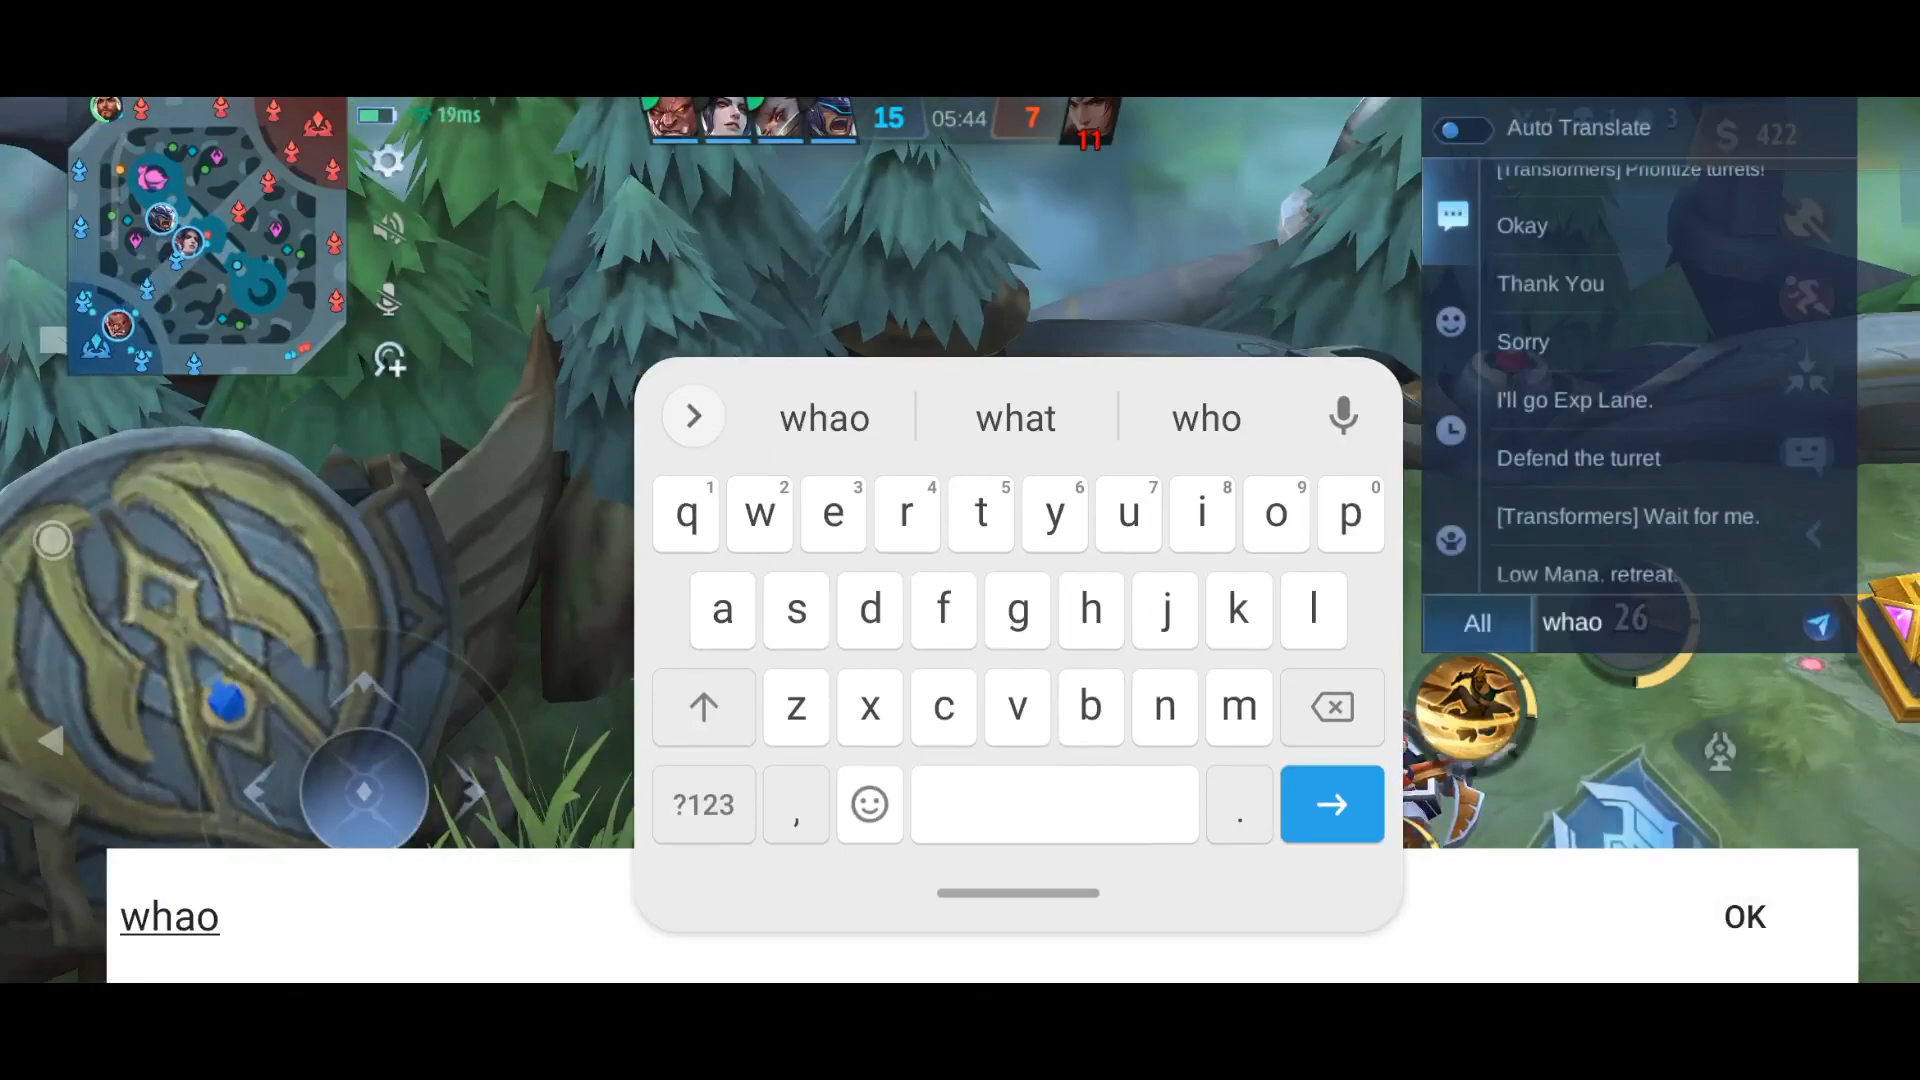 19ms
15 05:44 7
11
Auto Translate
3
422
[Transformers] Prioritize turrets!
Okay
Thank You
Sorry
I'll go Exp Lane.
Defend the turret
[Transformers] Wait for me.
Low Mana, retreat.
All whao 26
whao what who
q 1 w 2 e 3 r 4 t 5 y 6 u 7 i 8 o 9 p 0
a s d f g h j k l
z x c v b n m
?123 , .
whao OK